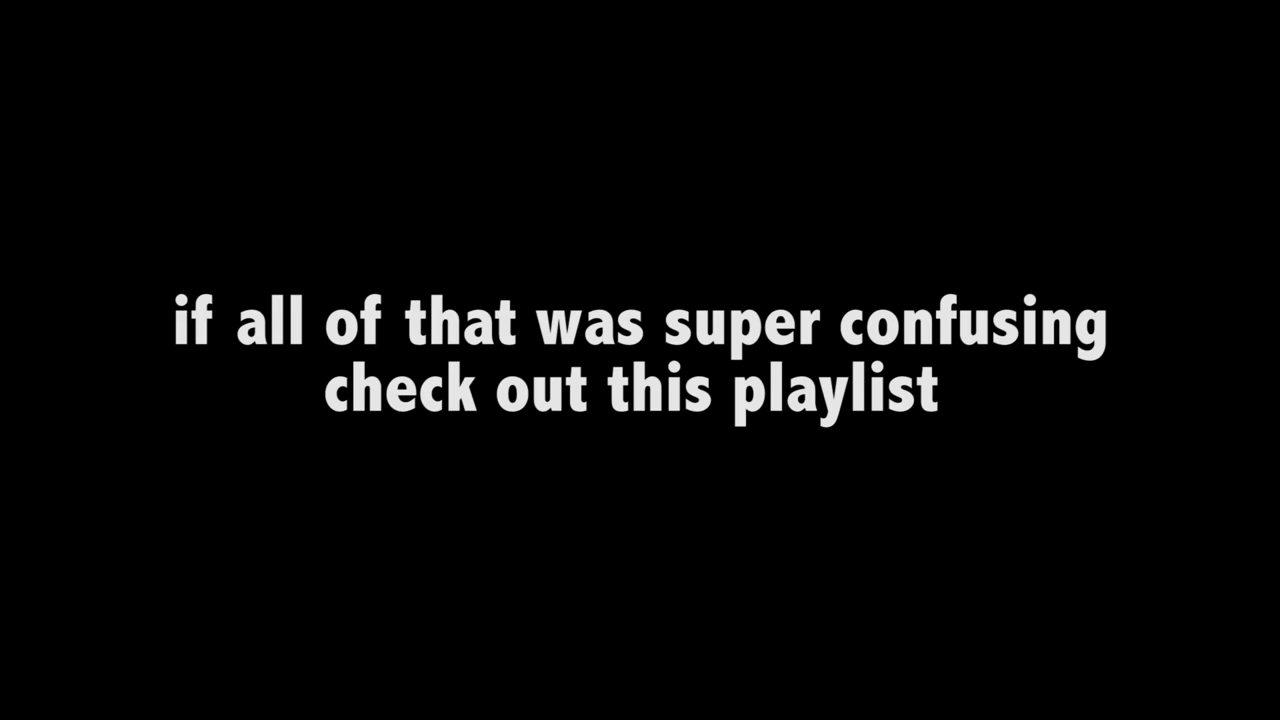 if all of that was super confusing
check out this playlist